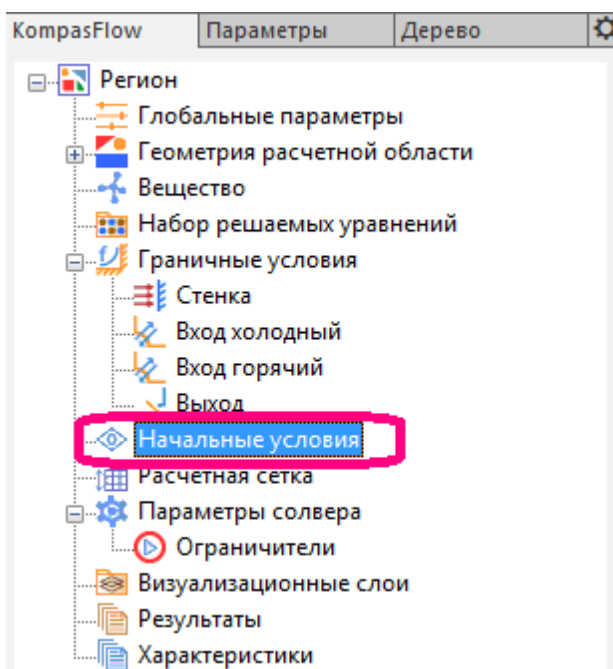 KompasFlow Параметры Дерево
Регион
Глобальные параметры
Геометрия расчетной области
Вещество
Набор решаемых уравнений
Граничные условия
Стенка
Вход холодный
Вход горячий
Выход
Начальные условия
Расчетная сетка
Параметры солвера
Ограничители
Визуализационные слои
Результаты
Характеристики